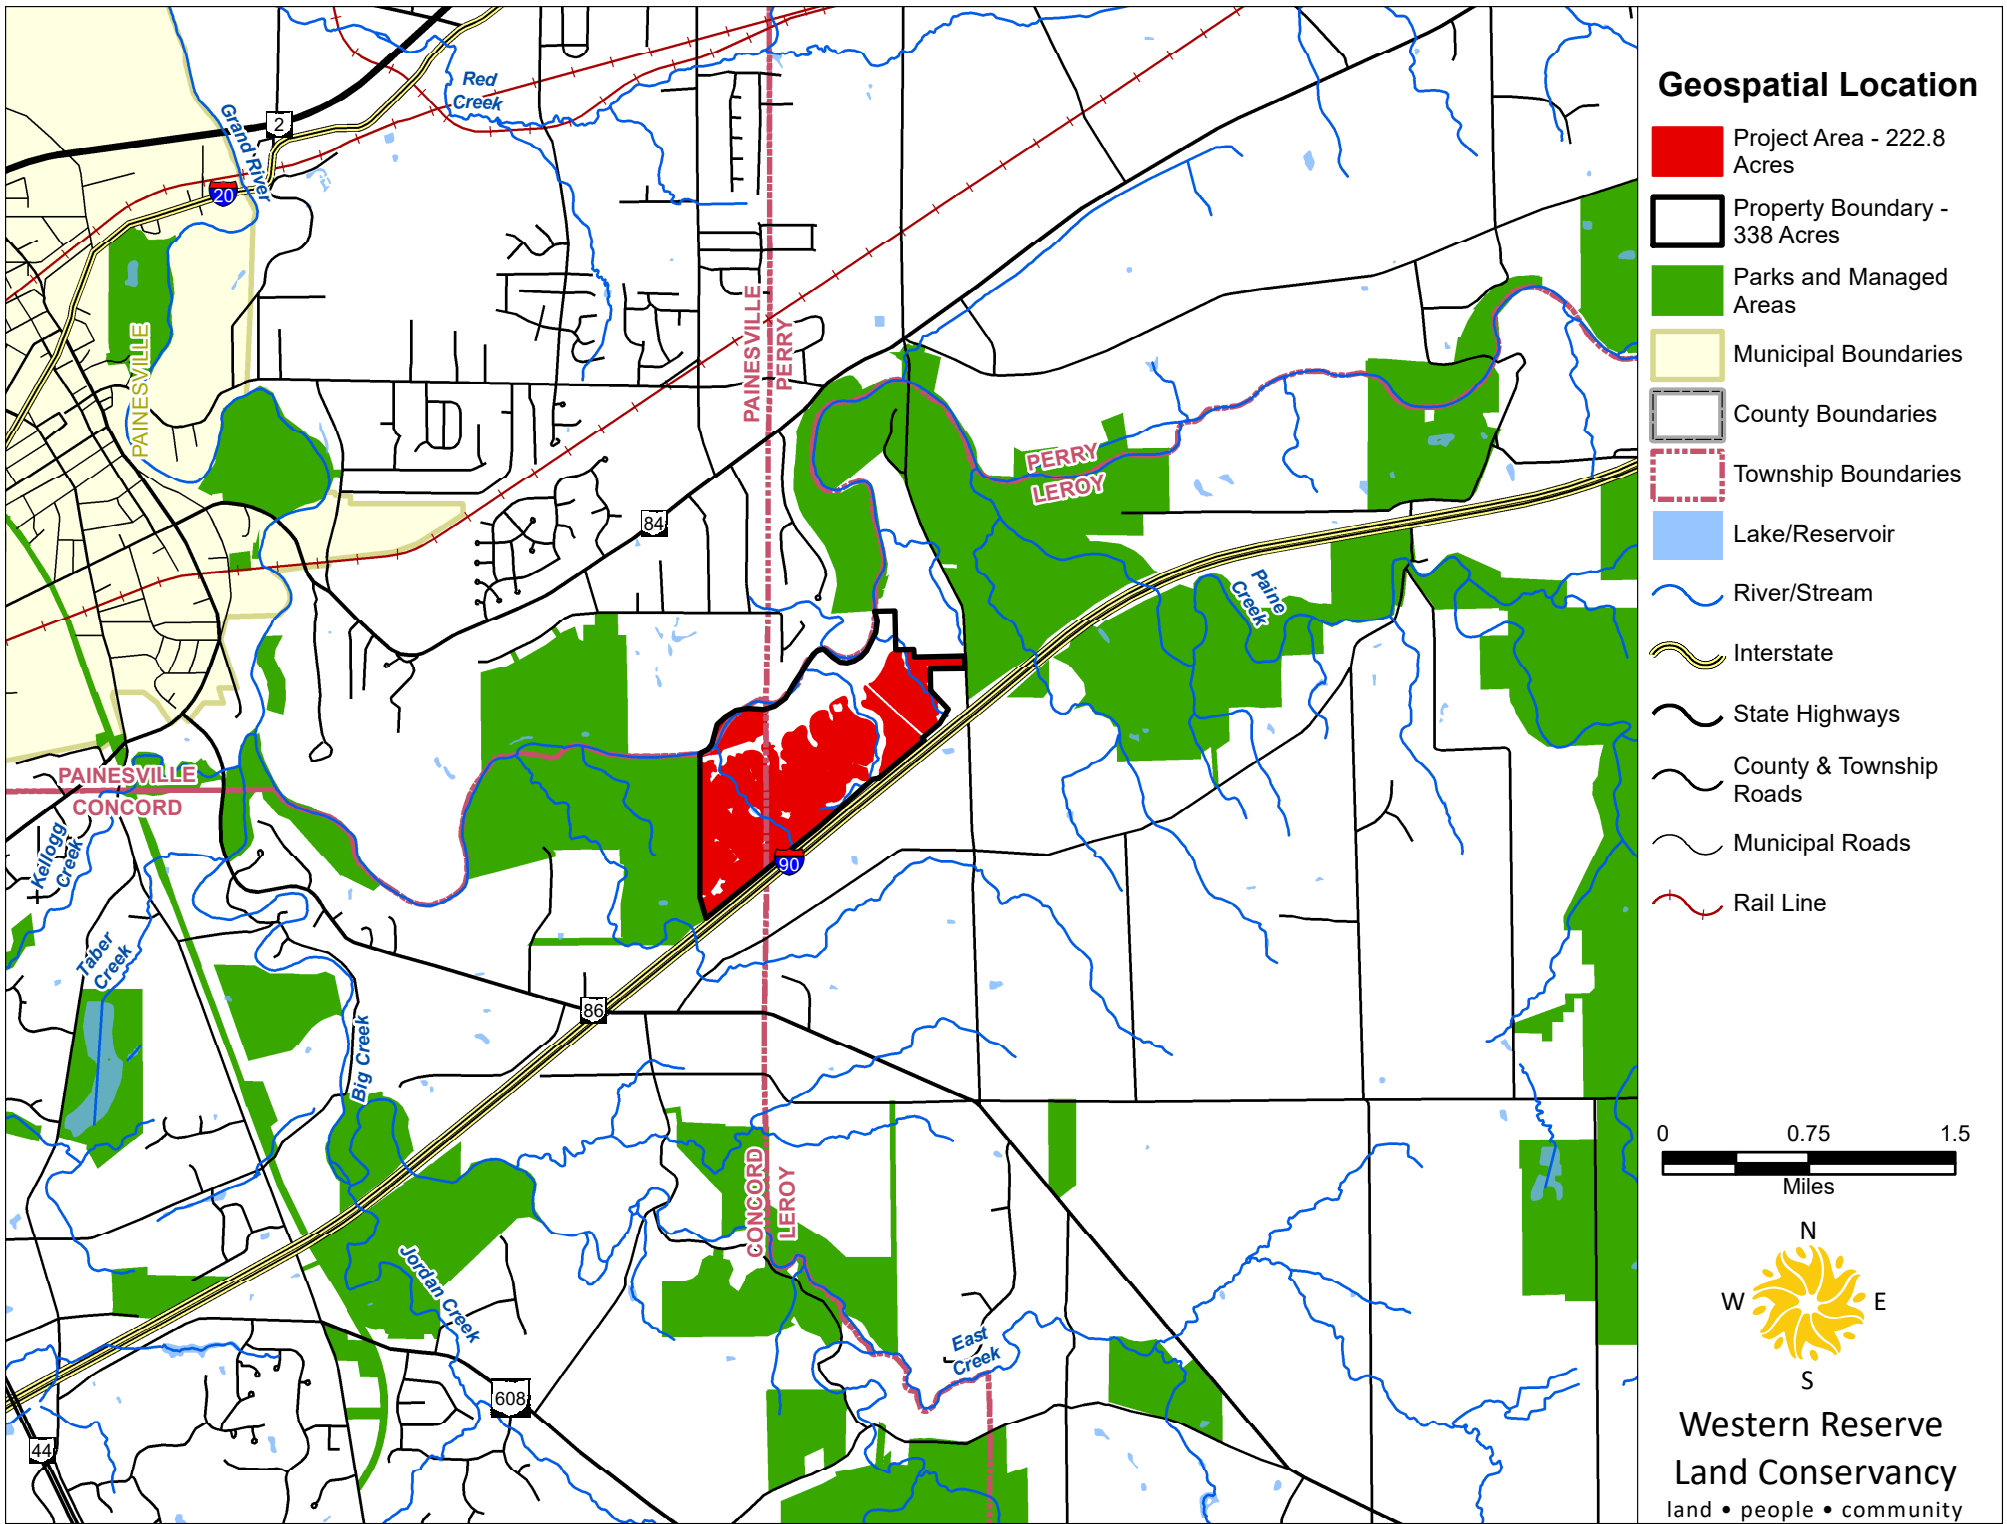 Red
Creek
Grand River
2
20
PAINESVILLE
PAINESVILLE
PERRY
PERRY
LEROY
84
Paine
Creek
PAINESVILLE
CONCORD
Kellogg
Creek
90
Taber
Creek
86
Big Creek
CONCORD
LEROY
Jordan Creek
East
Creek
608
44
Geospatial Location
Project Area - 222.8
Acres
Property Boundary -
338 Acres
Parks and Managed
Areas
Municipal Boundaries
County Boundaries
Township Boundaries
Lake/Reservoir
River/Stream
Interstate
State Highways
County & Township
Roads
Municipal Roads
Rail Line
0 0.75 1.5
Miles
N
W E
S
Western Reserve
Land Conservancy
land • people • community